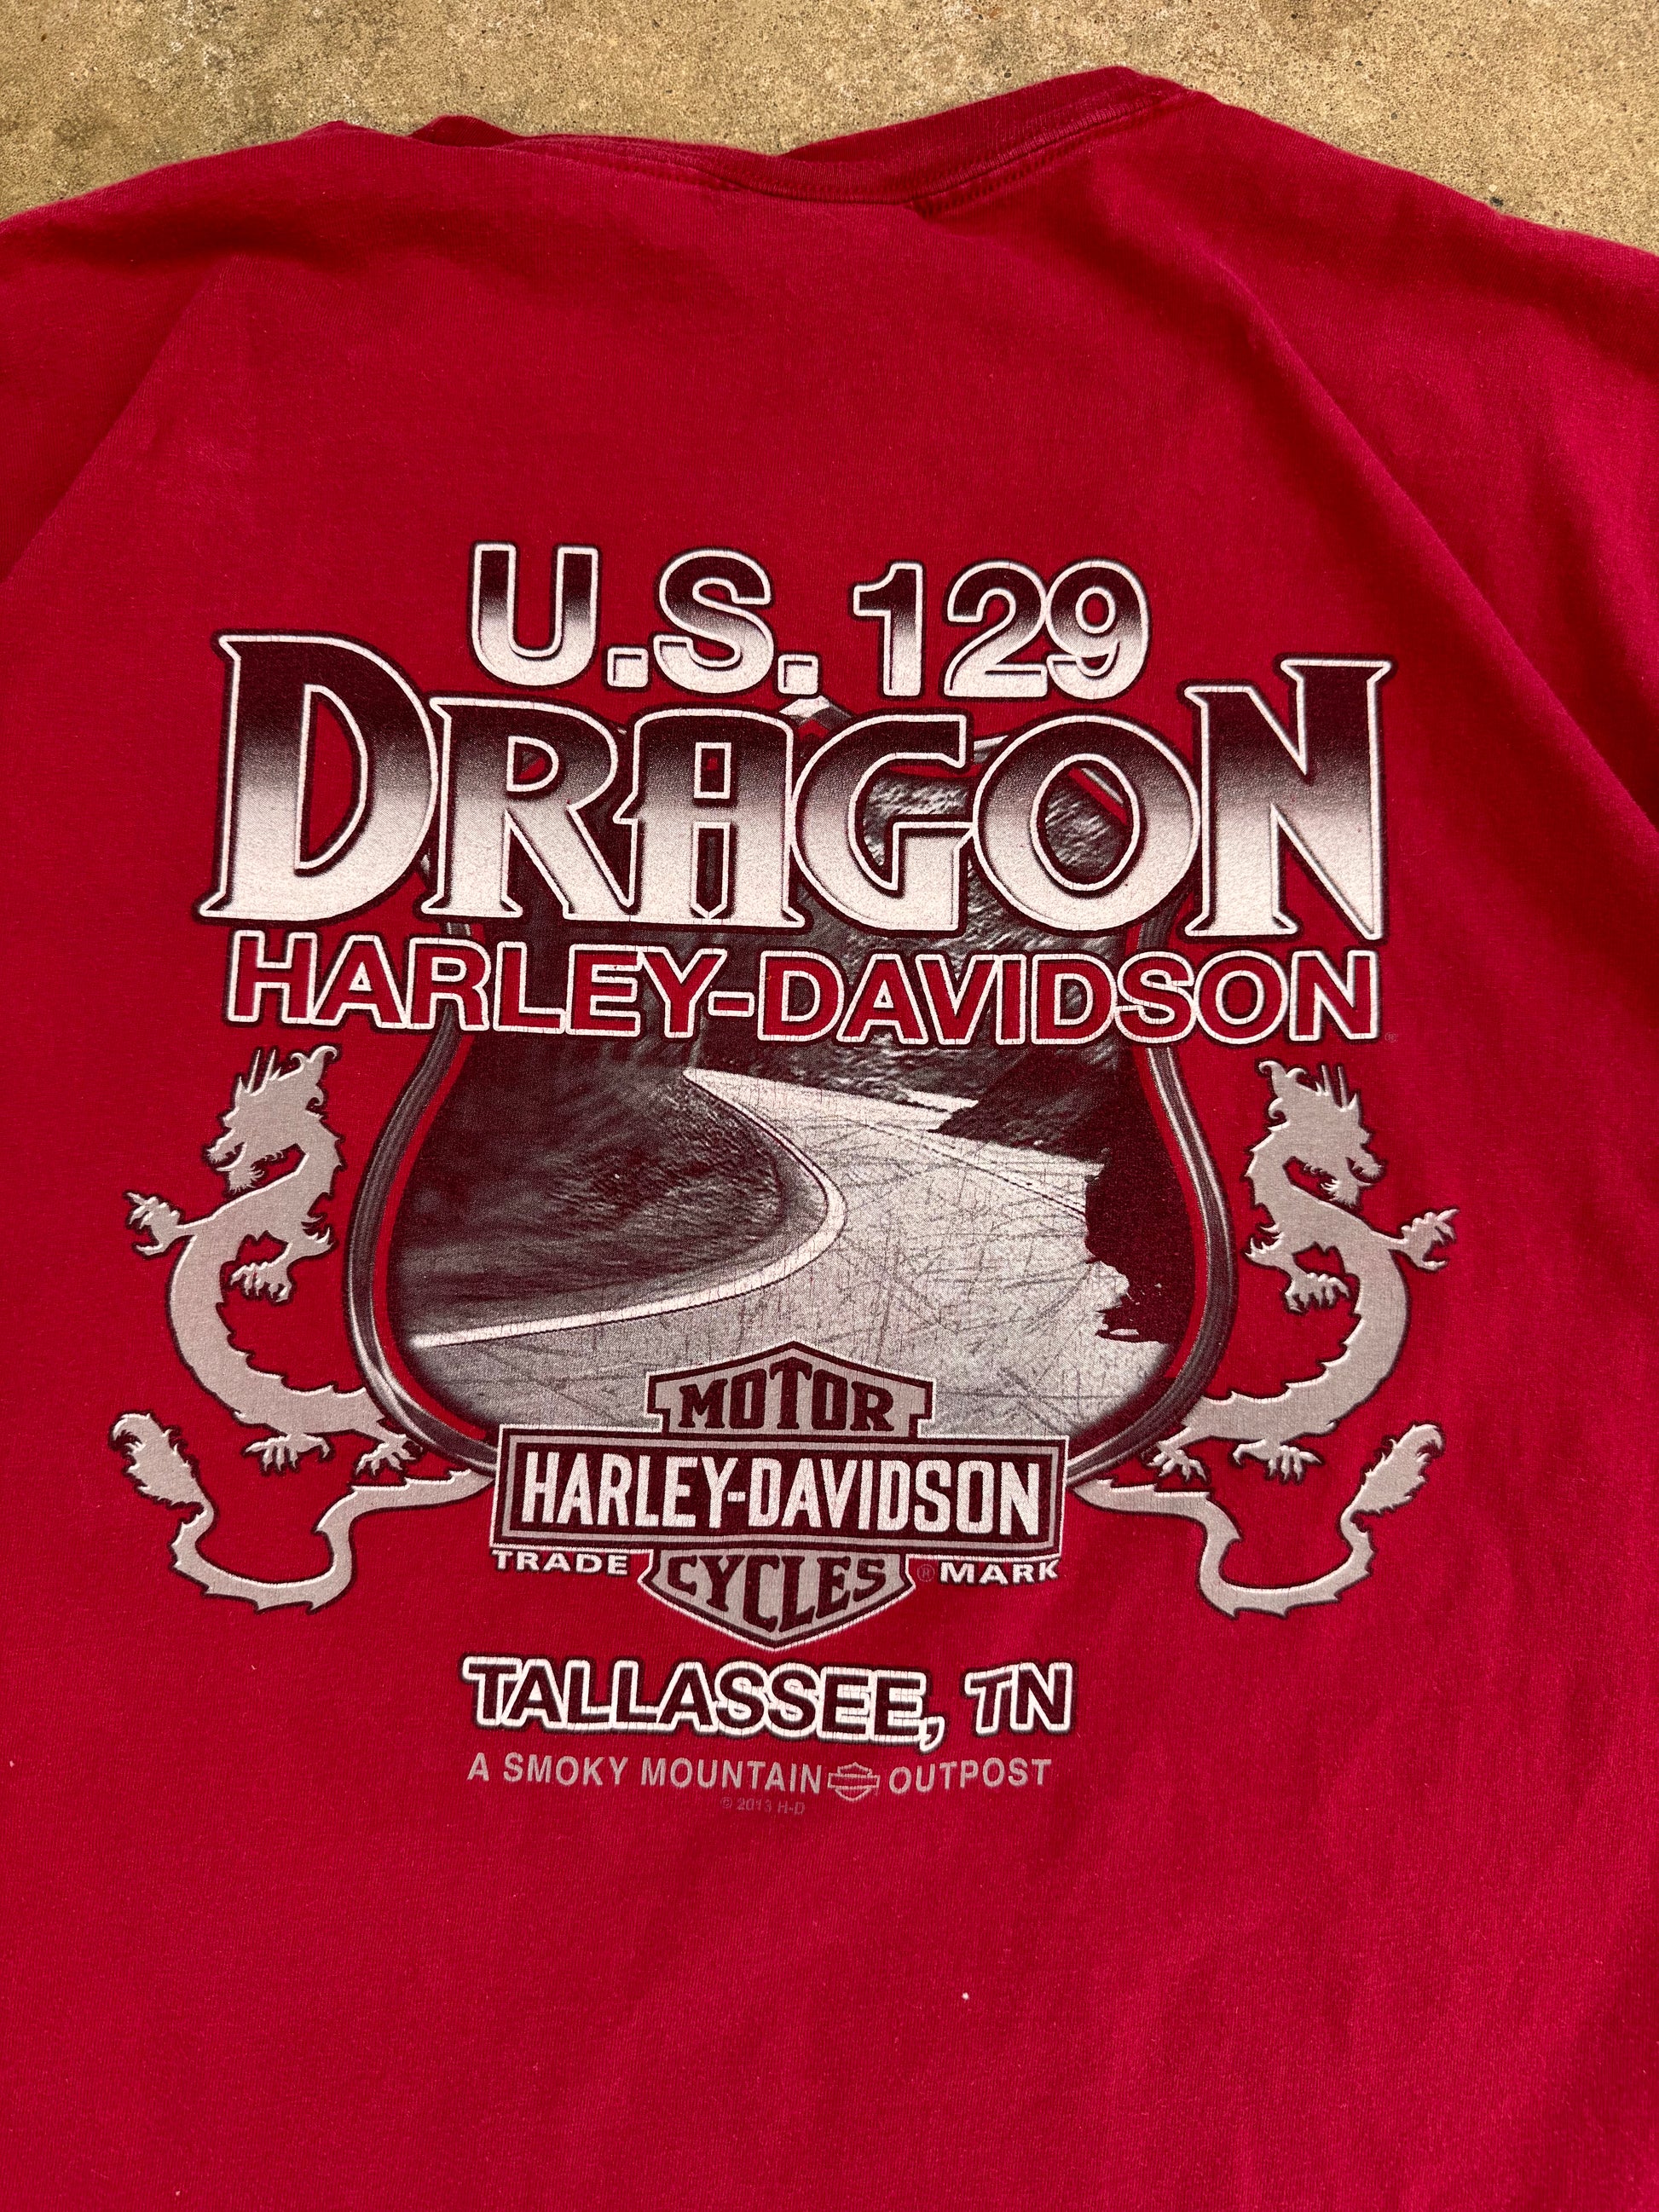 U.S. 129
DRAGON
HARLEY-DAVIDSON
MOTOR
HARLEY-DAVIDSON
TRADE MARK
CYCLES ®
TALLASSEE, TN
A SMOKY MOUNTAIN OUTPOST
© 2013 H-D